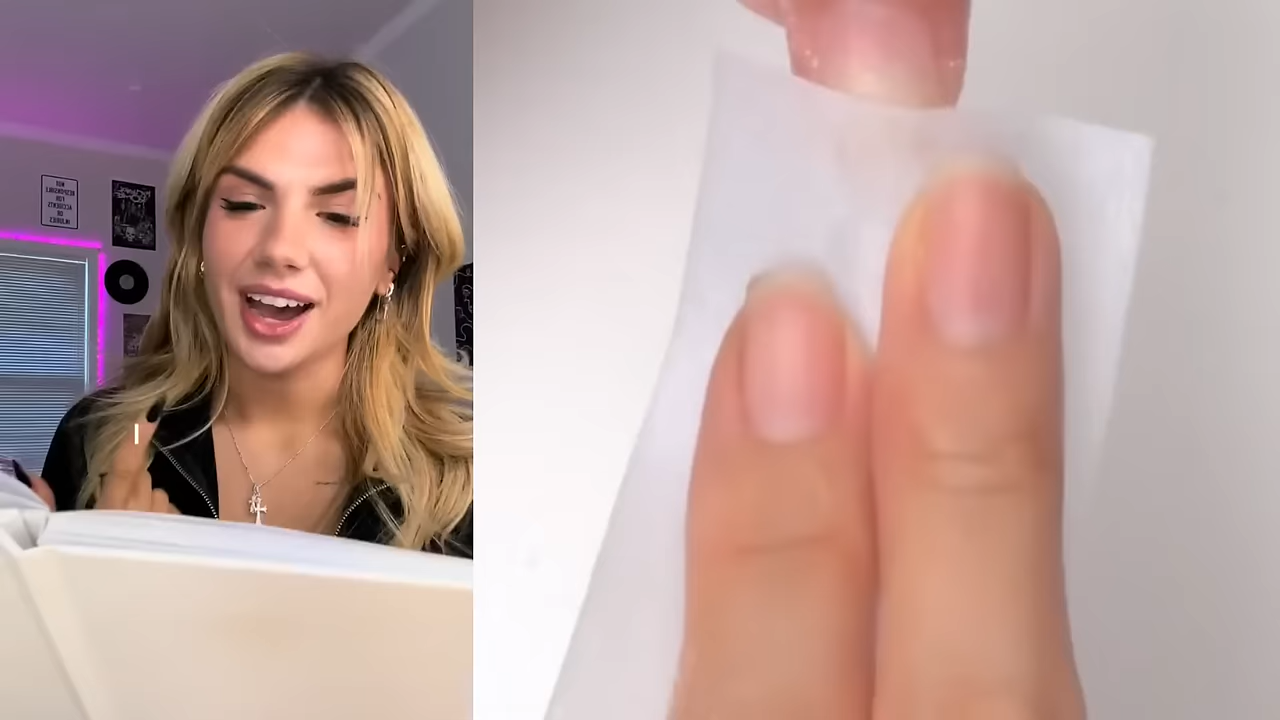 NOT
RESPONSIBLE
FOR
ACCIDENTS
OR
INJURIES
I